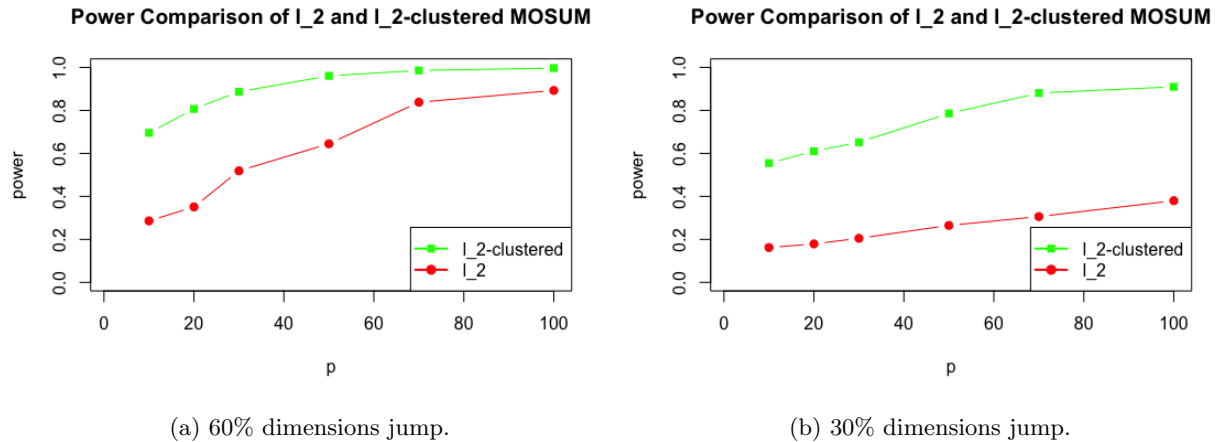 Power Comparison of l_2 and l_2-clustered MOSUM
power
1.0
0.8
0.6
0.4
0.2
0.0
l_2-clustered
l_2
0 20 40 60 80 100
p
(a) 60% dimensions jump.
Power Comparison of l_2 and l_2-clustered MOSUM
power
1.0
0.8
0.6
0.4
0.2
0.0
l_2-clustered
l_2
0 20 40 60 80 100
p
(b) 30% dimensions jump.